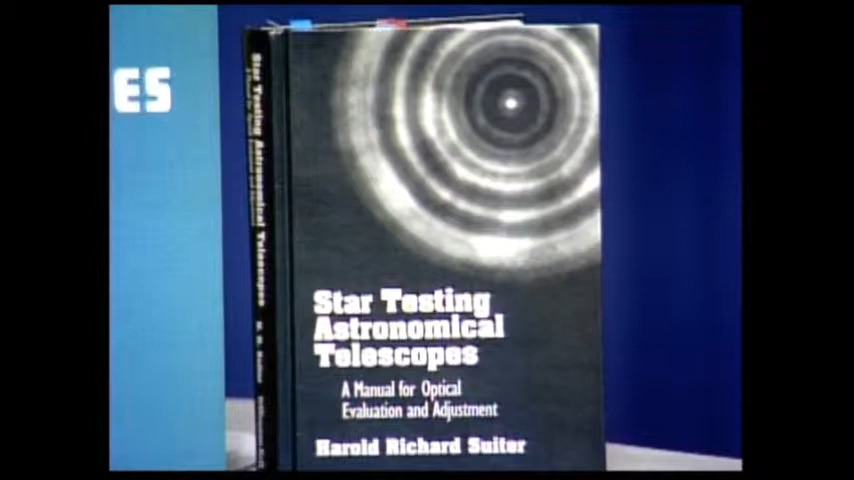 ES
Star Testing Astronomical Telescopes
Star Testing
Astronomical
Telescopes
A Manual for Optical
Evaluation and Adjustment
Harold Richard Suiter